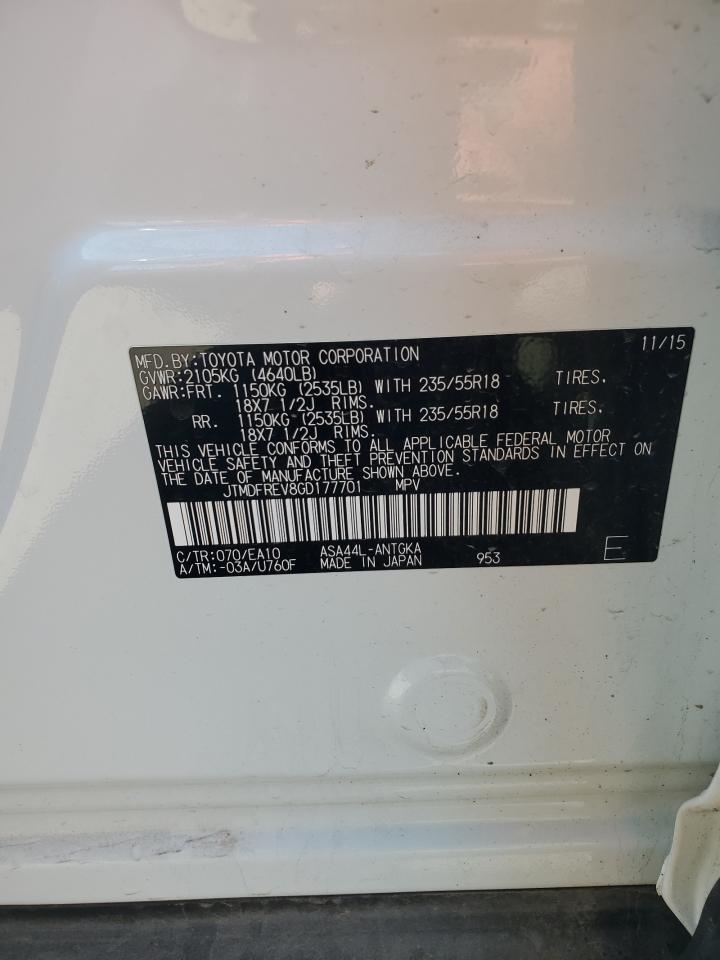 MFD.BY:TOYOTA MOTOR CORPORATION 11/15
GVWR:2105KG (4640LB)
GAWR:FRT. 1150KG (2535LB) WITH 235/55R18 TIRES.
18X7 1/2J RIMS.
RR. 1150KG (2535LB) WITH 235/55R18 TIRES.
18X7 1/2J RIMS.
THIS VEHICLE CONFORMS TO ALL APPLICABLE FEDERAL MOTOR
VEHICLE SAFETY AND THEFT PREVENTION STANDARDS IN EFFECT ON
THE DATE OF MANUFACTURE SHOWN ABOVE.
JTMDFREV8GD177701 MPV
C/TR:070/EA10 ASA44L-ANTGKA
A/TM:-03A/U760F MADE IN JAPAN 953 E